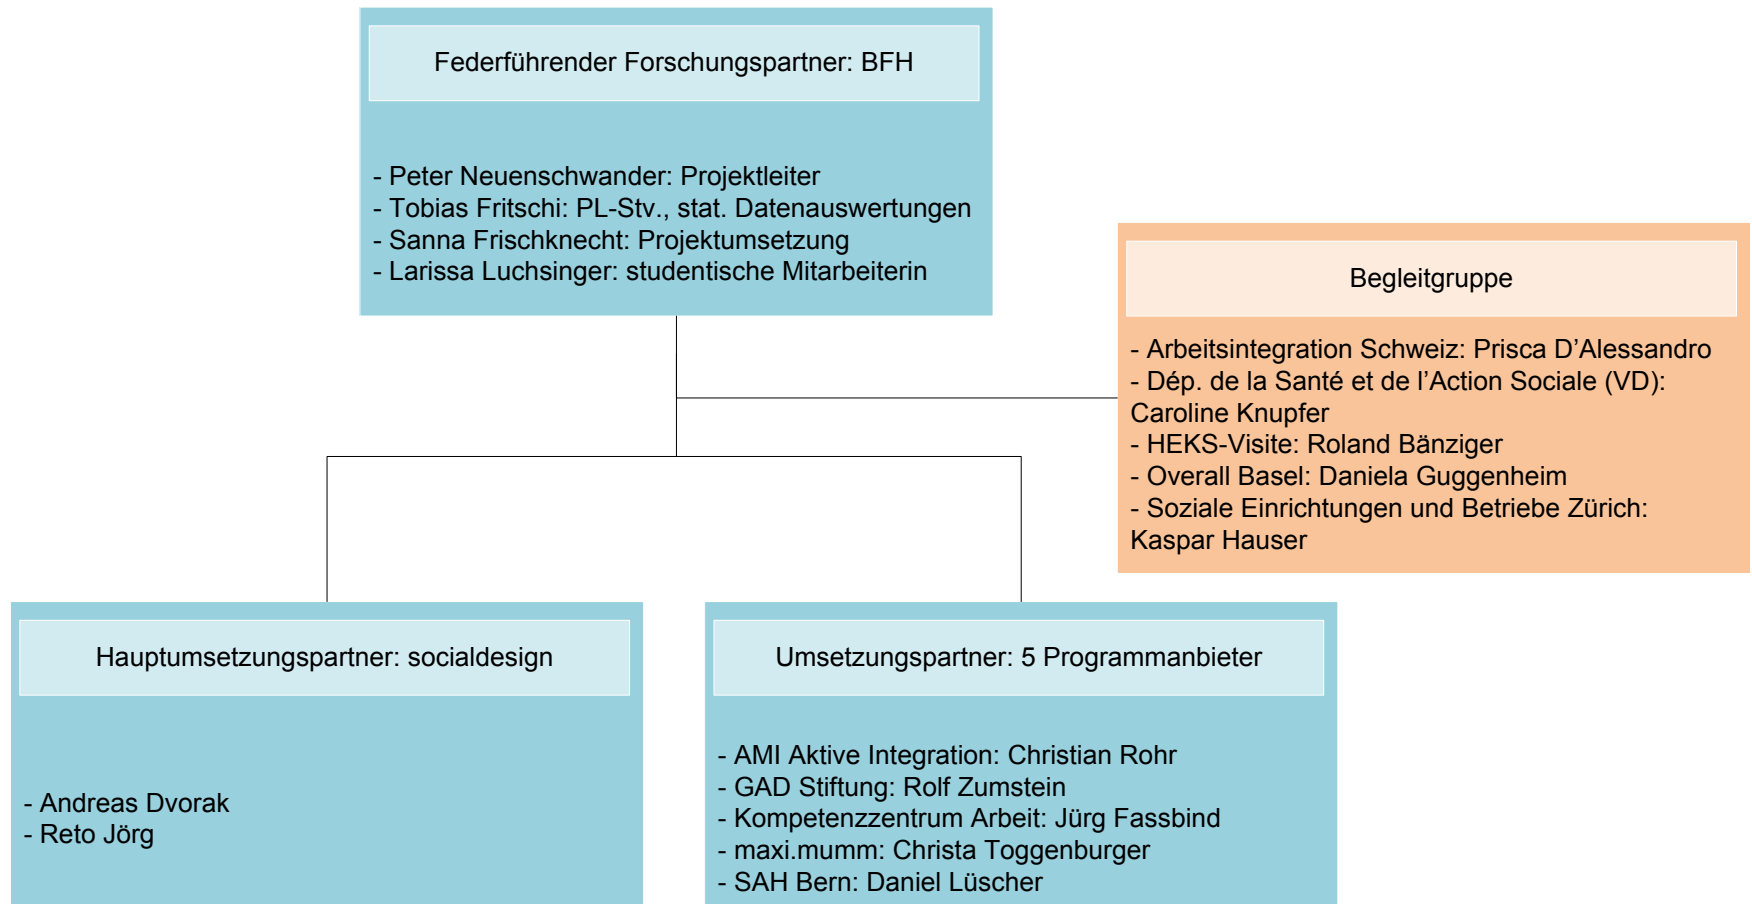 Federführender Forschungspartner: BFH
- Peter Neuenschwander: Projektleiter
- Tobias Fritschi: PL-Stv., stat. Datenauswertungen
- Sanna Frischknecht: Projektumsetzung
- Larissa Luchsinger: studentische Mitarbeiterin
Begleitgruppe
- Arbeitsintegration Schweiz: Prisca D’Alessandro
- Dép. de la Santé et de l’Action Sociale (VD):
Caroline Knupfer
- HEKS-Visite: Roland Bänziger
- Overall Basel: Daniela Guggenheim
- Soziale Einrichtungen und Betriebe Zürich:
Kaspar Hauser
Hauptumsetzungspartner: socialdesign
- Andreas Dvorak
- Reto Jörg
Umsetzungspartner: 5 Programmanbieter
- AMI Aktive Integration: Christian Rohr
- GAD Stiftung: Rolf Zumstein
- Kompetenzzentrum Arbeit: Jürg Fassbind
- maxi.mumm: Christa Toggenburger
- SAH Bern: Daniel Lüscher